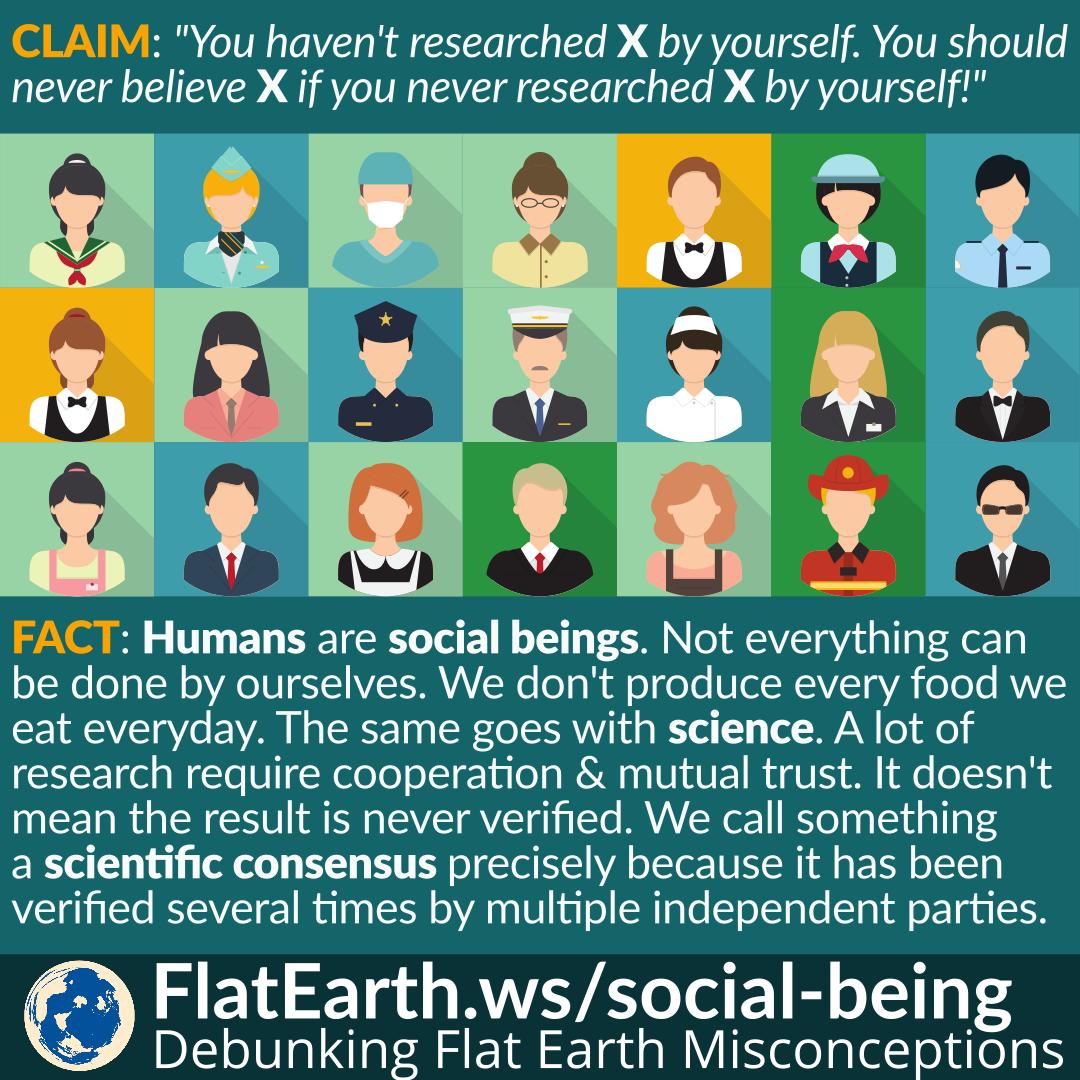 CLAIM: "You haven't researched X by yourself. You should
never believe X if you never researched X by yourself!"
FACT: Humans are social beings. Not everything can
be done by ourselves. We don't produce every food we
eat everyday. The same goes with science. A lot of
research require cooperation & mutual trust. It doesn't
mean the result is never verified. We call something
a scientific consensus precisely because it has been
verified several times by multiple independent parties.
FlatEarth.ws/social-being
Debunking Flat Earth Misconceptions